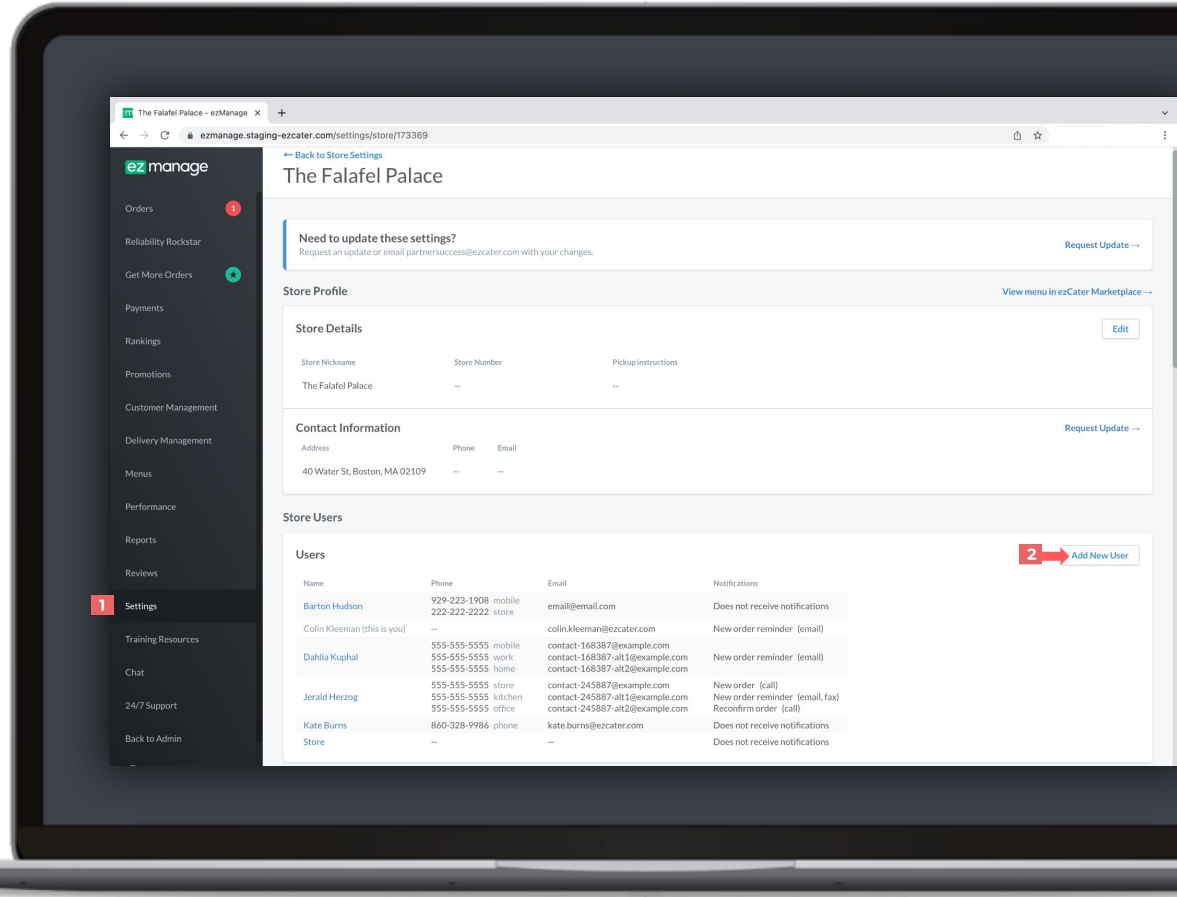 The Falafel Palace - ezManage
ezmanage.staging-ezcater.com/settings/store/173369
ez manage
Orders 1
Reliability Rockstar
Get More Orders
Payments
Rankings
Promotions
Customer Management
Delivery Management
Menus
Performance
Reports
Reviews
1 Settings
Training Resources
Chat
24/7 Support
Back to Admin
← Back to Store Settings
The Falafel Palace
Need to update these settings?
Request an update or email partnersuccess@ezcater.com with your changes.
Request Update →
Store Profile
View menu in ezCater Marketplace →
Store Details
Edit
Store Nickname Store Number Pickup instructions
The Falafel Palace -- --
Contact Information
Request Update →
Address Phone Email
40 Water St, Boston, MA 02109 -- --
Store Users
Users
2 Add New User
Name Phone Email Notifications
Barton Hudson 929-223-1908 mobile email@email.com Does not receive notifications
222-222-2222 store
Colin Kleeman (this is you) -- colin.kleeman@ezcater.com New order reminder (email)
555-555-5555 mobile contact-168387@example.com
Dahlia Kuphal 555-555-5555 work contact-168387-alt1@example.com New order reminder (email)
555-555-5555 home contact-168387-alt2@example.com
555-555-5555 store contact-245887@example.com New order (call)
Jerald Herzog 555-555-5555 kitchen contact-245887-alt1@example.com New order reminder (email, fax)
555-555-5555 office contact-245887-alt2@example.com Reconfirm order (call)
Kate Burns 860-328-9986 phone kate.burns@ezcater.com Does not receive notifications
Store -- -- Does not receive notifications